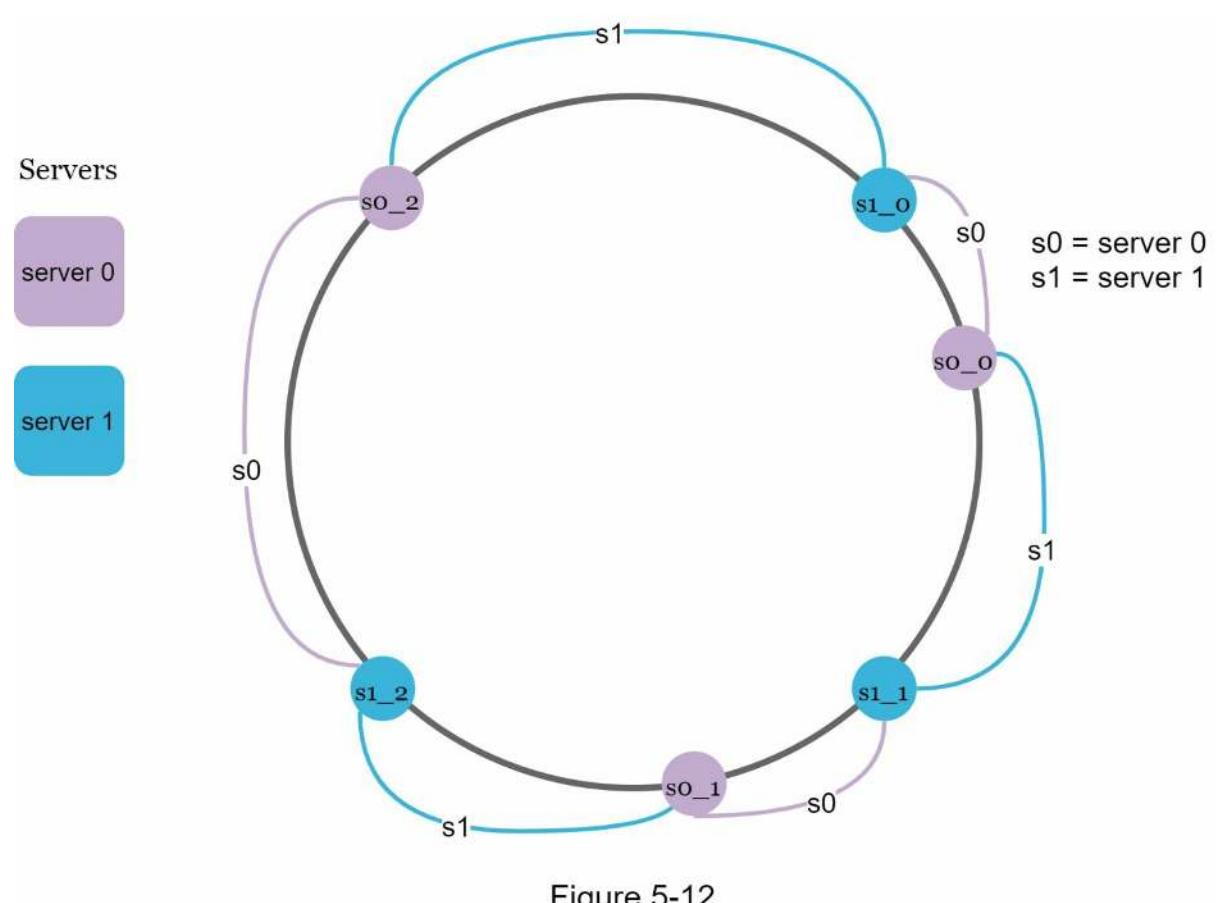 s1
Servers
s0_2
s1_0
server 0
s0
s0 = server 0
s1 = server 1
s0_0
server 1
s0
s1
s1_2
s1_1
s0_1
s0
s1
Figure 5-12